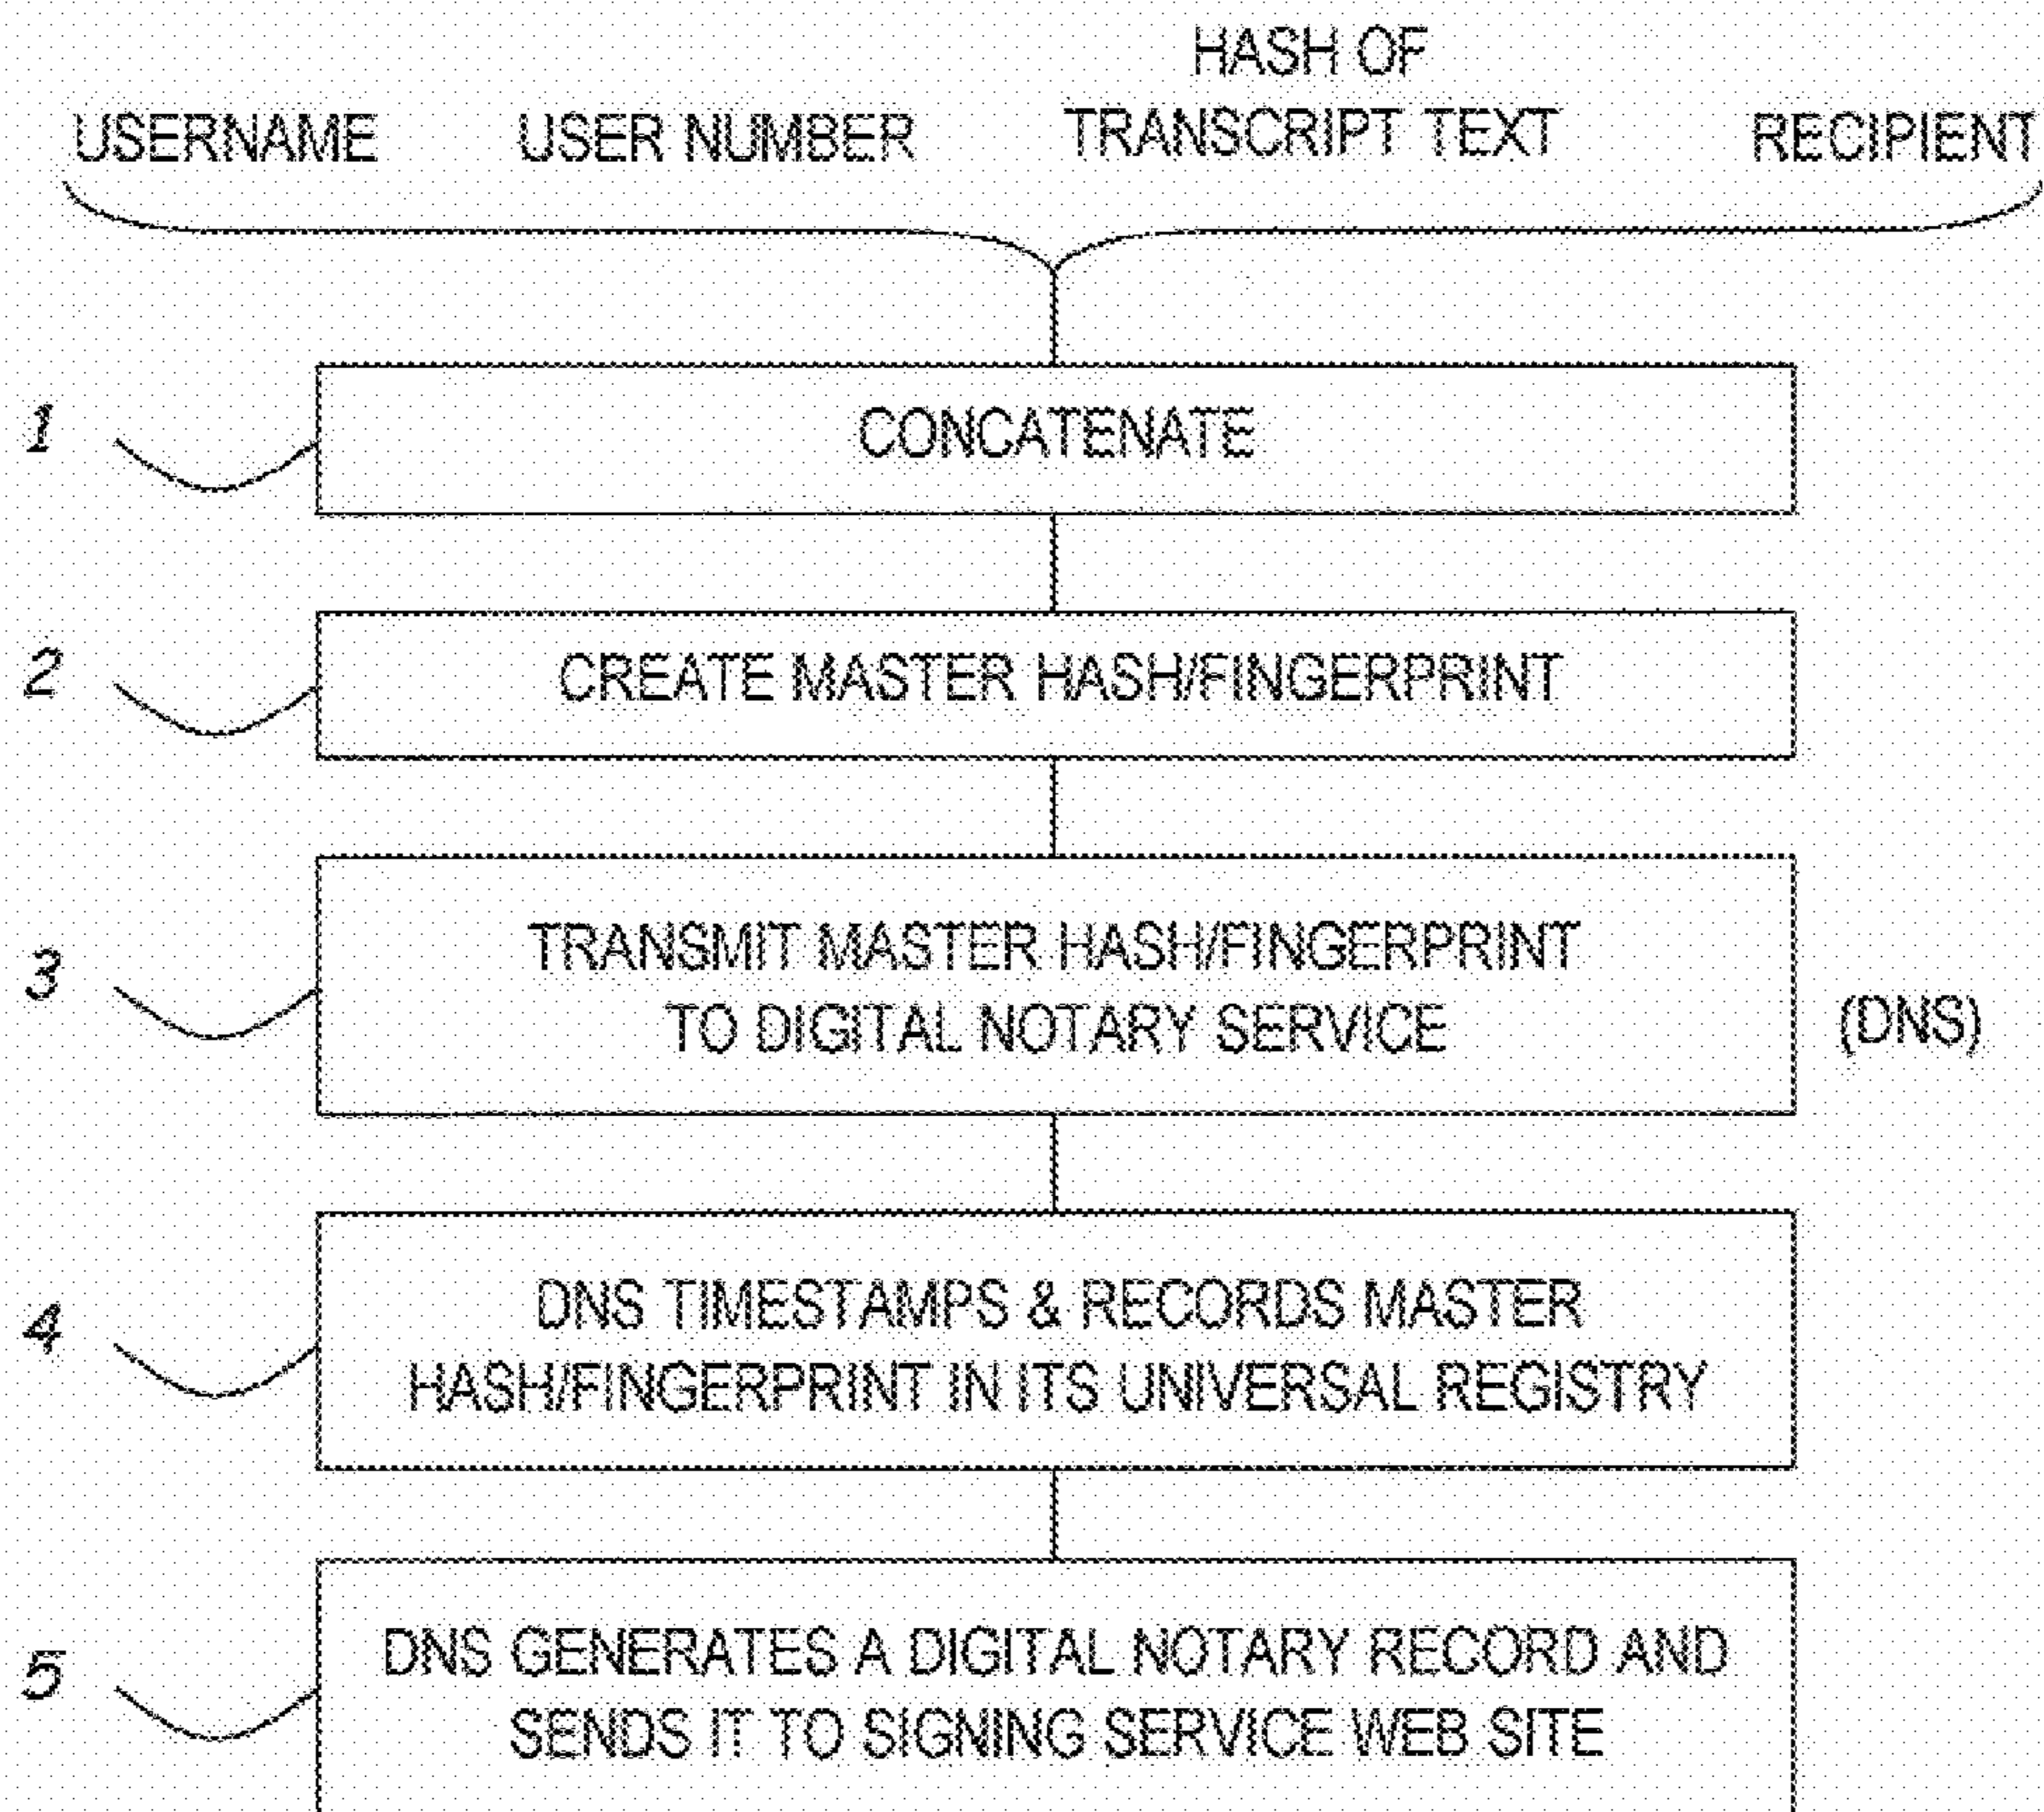 HASH OF
USERNAME USER NUMBER TRANSCRIPT TEXT RECIPIENT
1 CONCATENATE
2 CREATE MASTER HASH/FINGERPRINT
TRANSMIT MASTER HASH/FINGERPRINT
3
TO DIGITAL NOTARY SERVICE (DNS)
DNS TIMESTAMPS & RECORDS MASTER
4
HASH/FINGERPRINT IN ITS UNIVERSAL REGISTRY
DNS GENERATES A DIGITAL NOTARY RECORD AND
5
SENDS IT TO SIGNING SERVICE WEB SITE